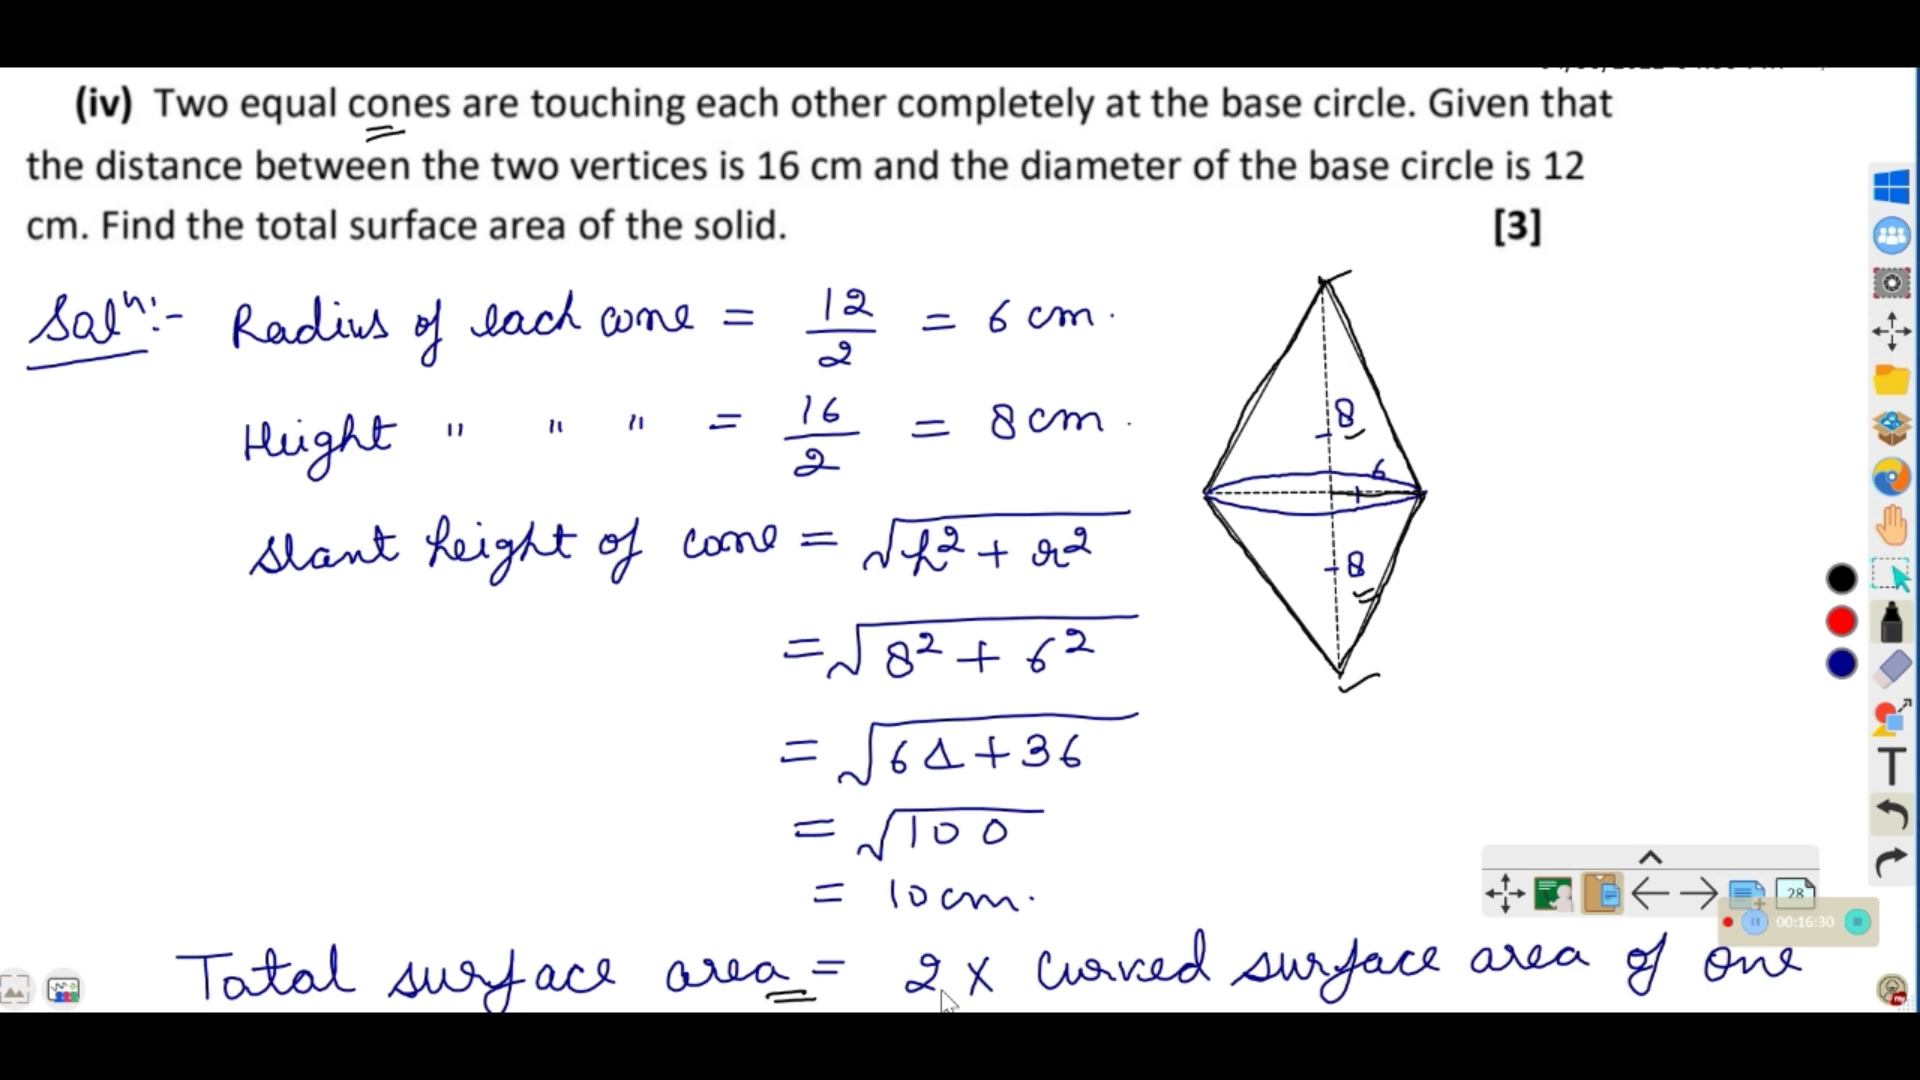 (iv) Two equal cones are touching each other completely at the base circle. Given that
the distance between the two vertices is 16 cm and the diameter of the base circle is 12
cm. Find the total surface area of the solid. [3]
Solⁿ:- Radius of each cone = 12/2 = 6 cm.
Height " " " = 16/2 = 8 cm.
8
6
8
Slant height of cone = √(h² + r²)
= √(8² + 6²)
= √(64+36)
= √100
= 10 cm.
T
28
00:16:30
Total surface area = 2 x curved surface area of one